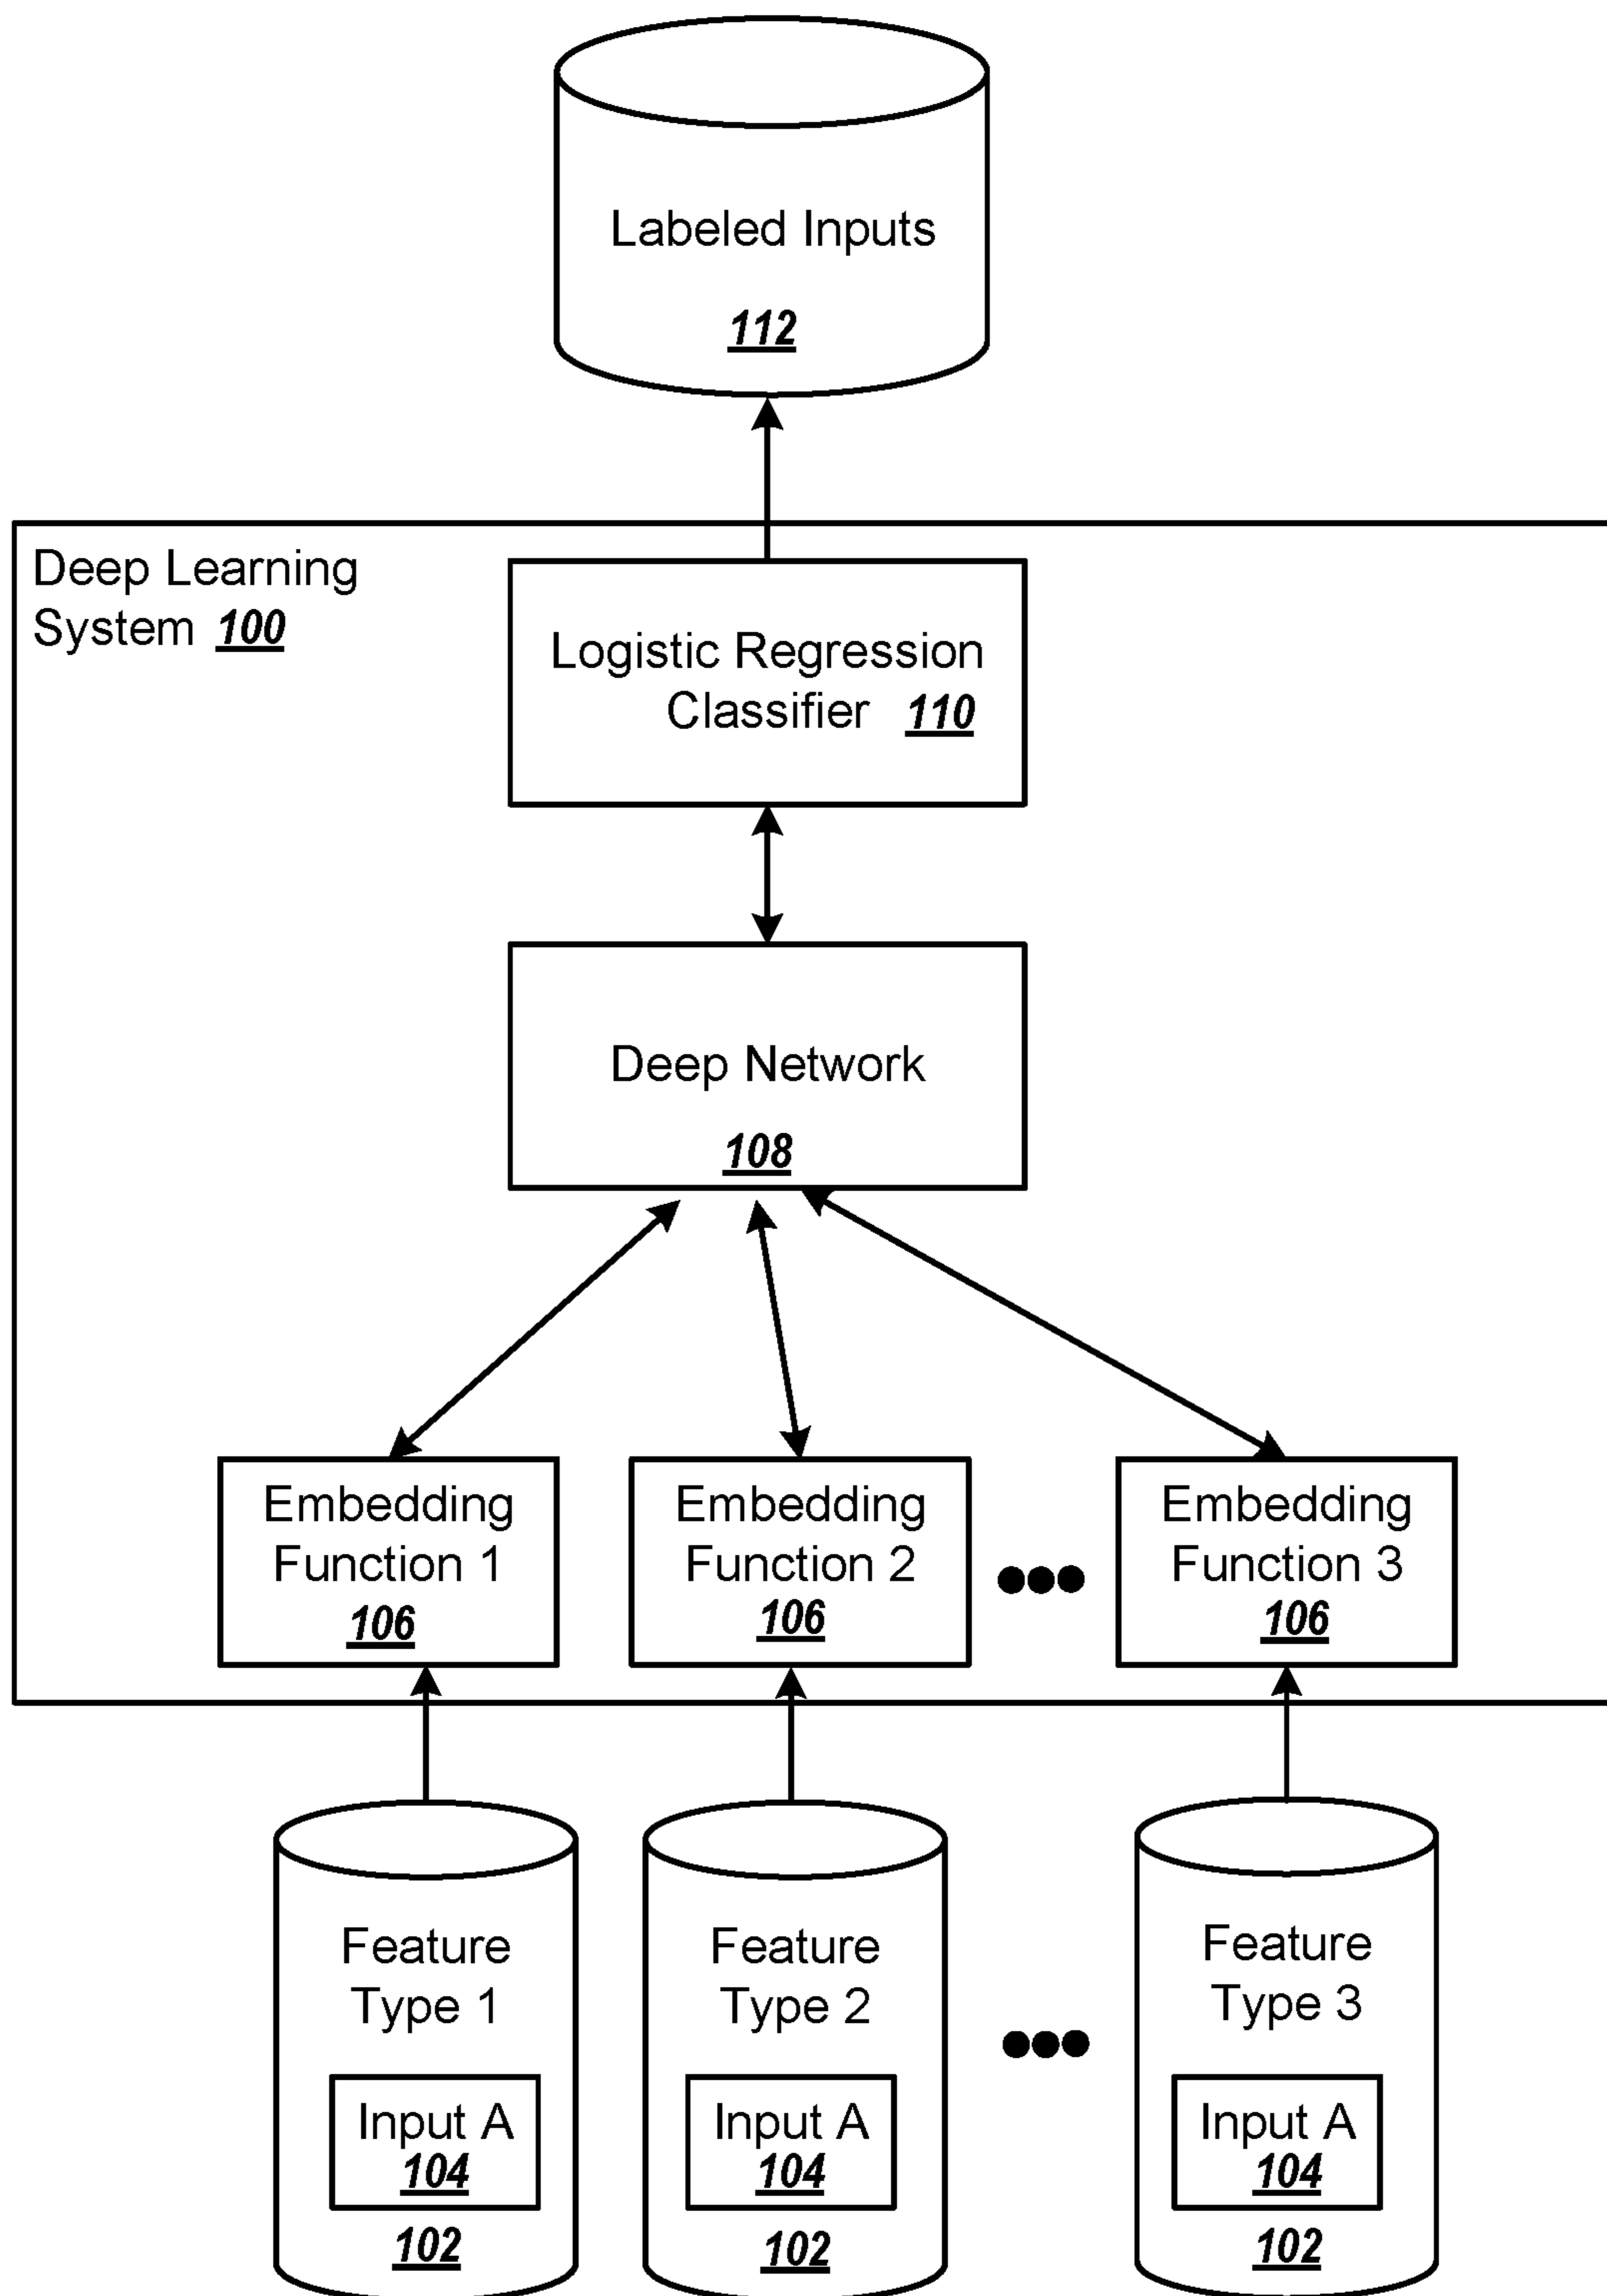 Labeled Inputs
112
Deep Learning
System 100
Logistic Regression
Classifier 110
Deep Network
108
Embedding
Function 1
106
Embedding
Function 2
106
Embedding
Function 3
106
Feature
Type 1
Input A
104
102
Feature
Type 2
Input A
104
102
Feature
Type 3
Input A
104
102